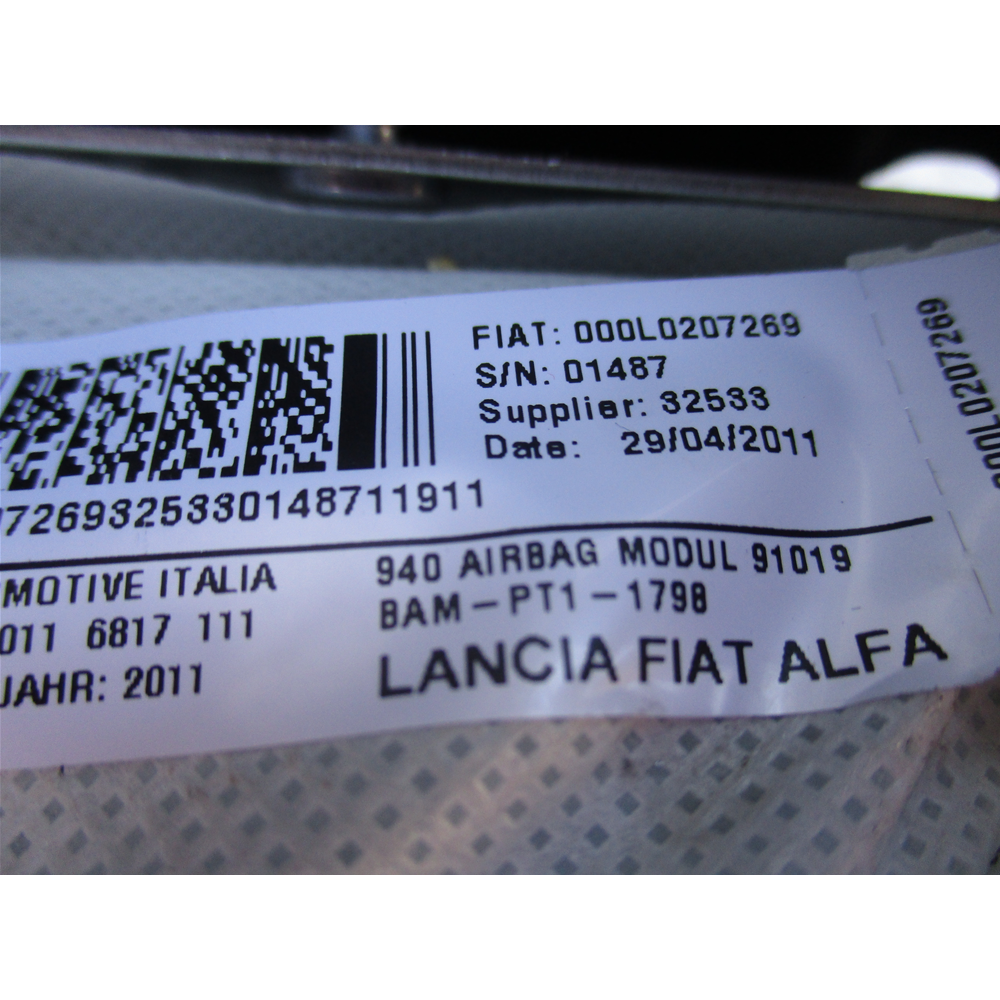 FIAT: 000L0207269
S/N: 01487
Supplier: 32533
Date: 29/04/2011
7269325330148711911
MOTIVE ITALIA
011 6817 111
JAHR: 2011
940 AIRBAG MODUL 91019
BAM-PT1-1798
LANCIA FIAT ALFA
L0207269